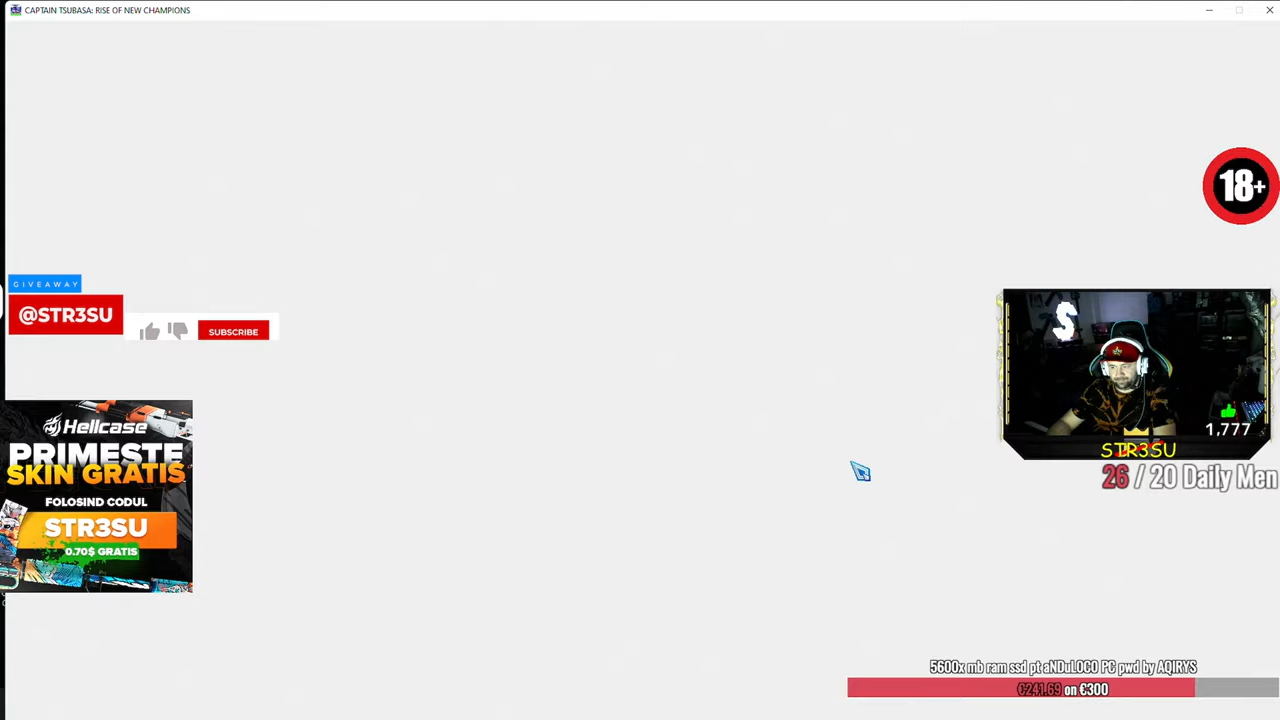 CAPTAIN TSUBASA: RISE OF NEW CHAMPIONS
18+
GIVEAWAY
@STR3SU
SUBSCRIBE
Hellcase
PRIMESTE
SKIN GRATIS
FOLOSIND CODUL
STR3SU
0.70$ GRATIS
S
1,777
STR3SU
26 / 20 Daily Men
5600x mb ram ssd pt aNDuLOCO PC pwd by AQIRYS
€241.69 on €300